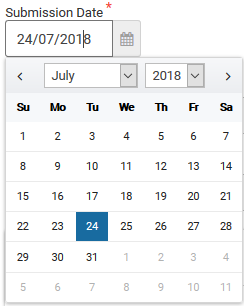 Submission Date *
24/07/2018
July 2018
Su Mo Tu We Th Fr Sa
1 2 3 4 5 6 7
8 9 10 11 12 13 14
15 16 17 18 19 20 21
22 23 24 25 26 27 28
29 30 31 1 2 3 4
5 6 7 8 9 10 11